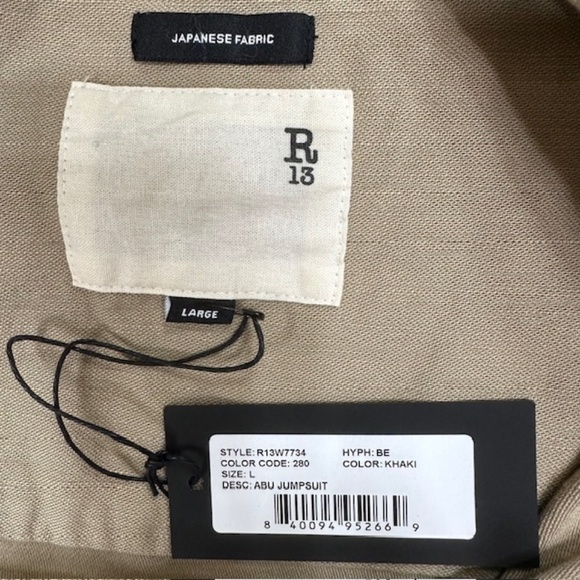 JAPANESE FABRIC
R
13
LARGE
STYLE: R13W7734 HYPH: BE
COLOR CODE: 280 COLOR: KHAKI
SIZE: L
DESC: ABU JUMPSUIT
8 40094 95266 9